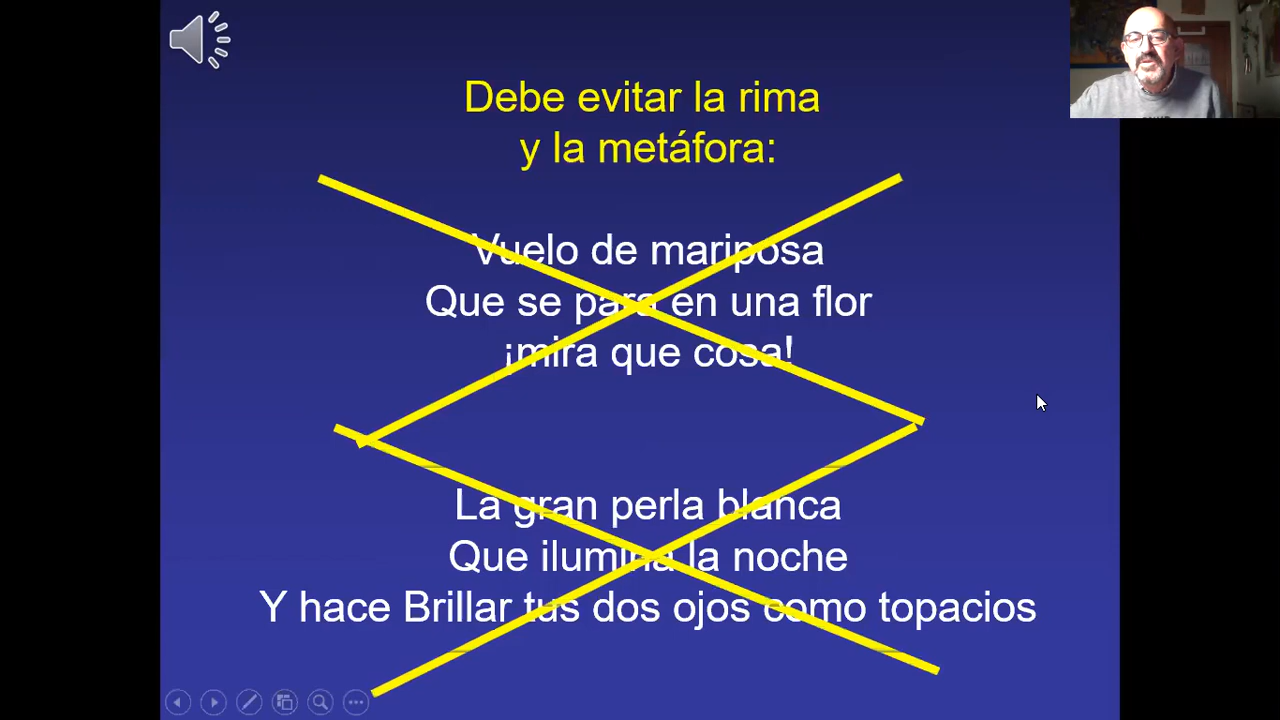 Debe evitar la rima
y la metáfora:
Vuelo de mariposa
Que se para en una flor
¡mira que cosa!
La gran perla blanca
Que ilumina la noche
Y hace Brillar tus dos ojos como topacios